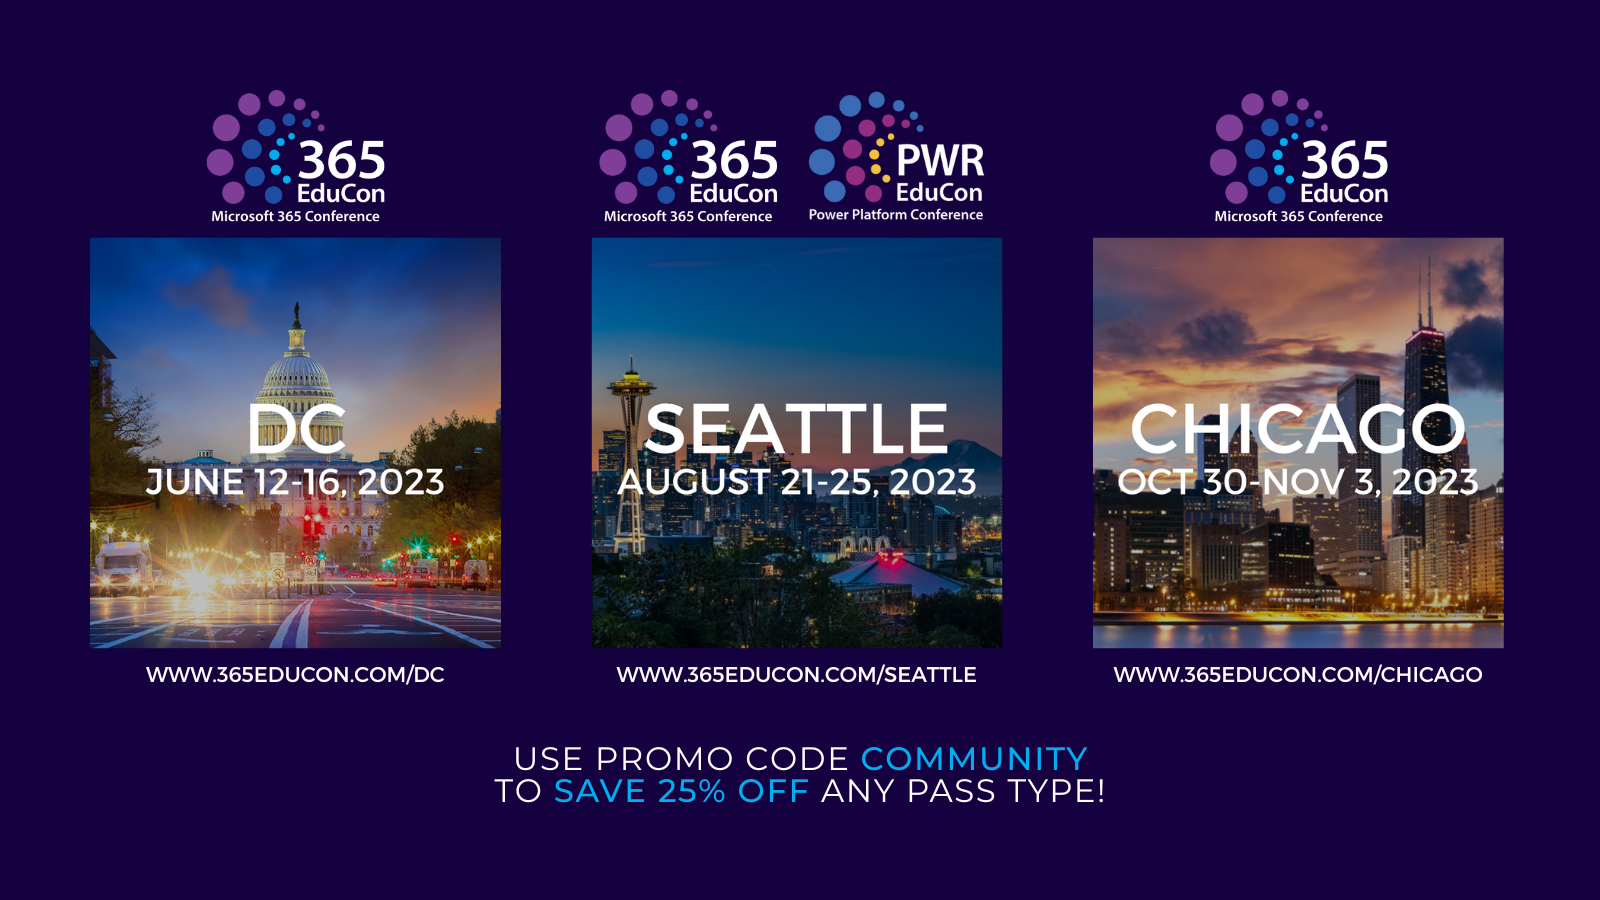 365
EduCon
Microsoft 365 Conference
DC
JUNE 12-16, 2023
WWW.365EDUCON.COM/DC
365
EduCon
Microsoft 365 Conference
PWR
EduCon
Power Platform Conference
SEATTLE
AUGUST 21-25, 2023
WWW.365EDUCON.COM/SEATTLE
365
EduCon
Microsoft 365 Conference
CHICAGO
OCT 30-NOV 3, 2023
WWW.365EDUCON.COM/CHICAGO
USE PROMO CODE COMMUNITY
TO SAVE 25% OFF ANY PASS TYPE!